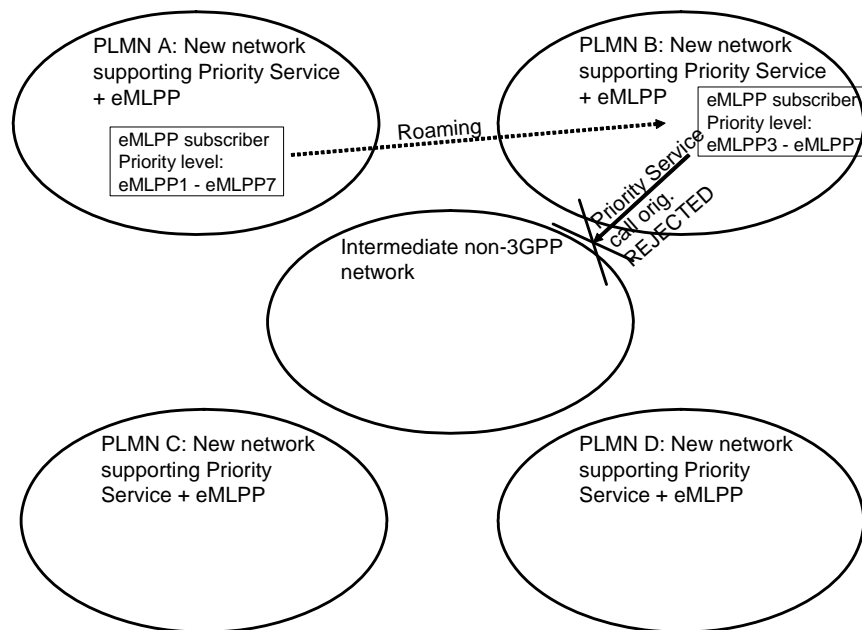 PLMN A: New network
supporting Priority Service
+ eMLPP
eMLPP subscriber
Priority level:
eMLPP1 - eMLPP7
Roaming
PLMN B: New network
supporting Priority Service
+ eMLPP
eMLPP subscriber
Priority level:
eMLPP3 - eMLPP7
Priority Service
call orig.
REJECTED
Intermediate non-3GPP
network
PLMN C: New network
supporting Priority
Service + eMLPP
PLMN D: New network
supporting Priority
Service + eMLPP